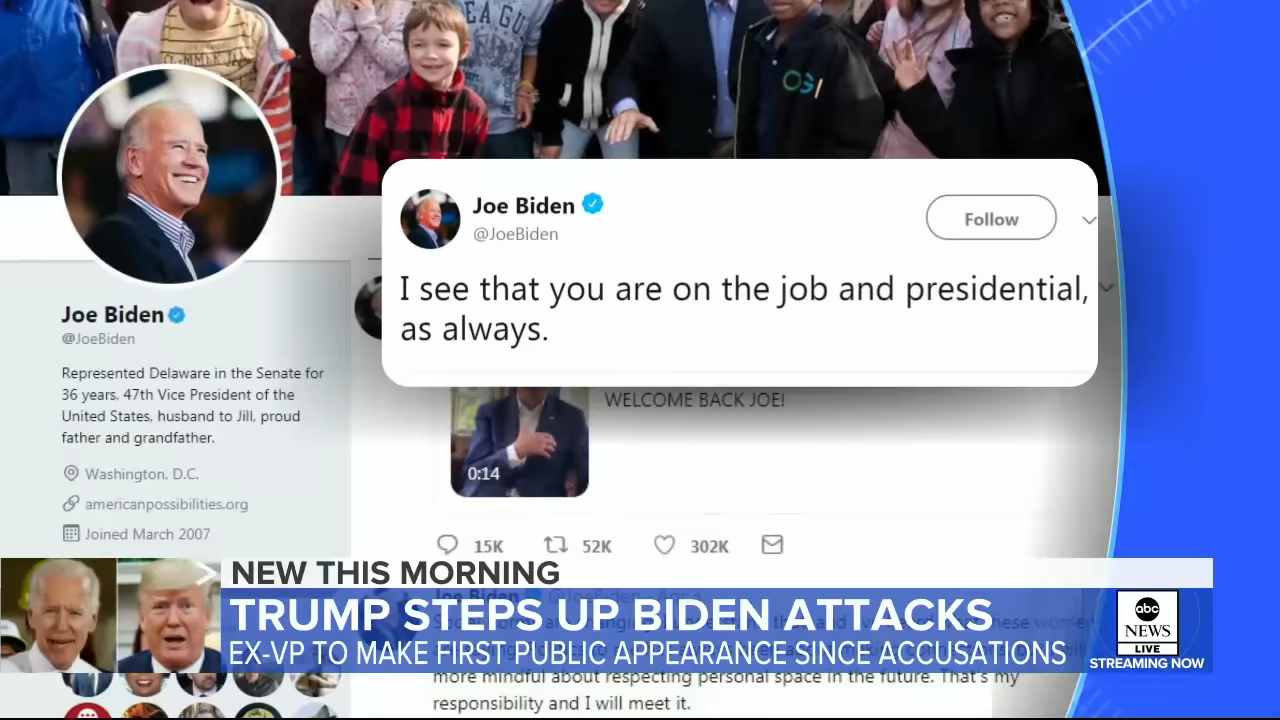 EAGU
OGI
Joe Biden
@JoeBiden
Follow
I see that you are on the job and presidential,
as always.
Joe Biden
@JoeBiden
Represented Delaware in the Senate for
36 years, 47th Vice President of the
United States, husband to Jill, proud
father and grandfather.
Washington, D.C.
americanpossibilities.org
Joined March 2007
WELCOME BACK JOE!
0:14
15K
52K
302K
NEW THIS MORNING
TRUMP STEPS UP BIDEN ATTACKS
EX-VP TO MAKE FIRST PUBLIC APPEARANCE SINCE ACCUSATIONS
abc
NEWS
LIVE
STREAMING NOW
Joe Biden
more mindful about respecting personal space in the future. That's my
responsibility and I will meet it.